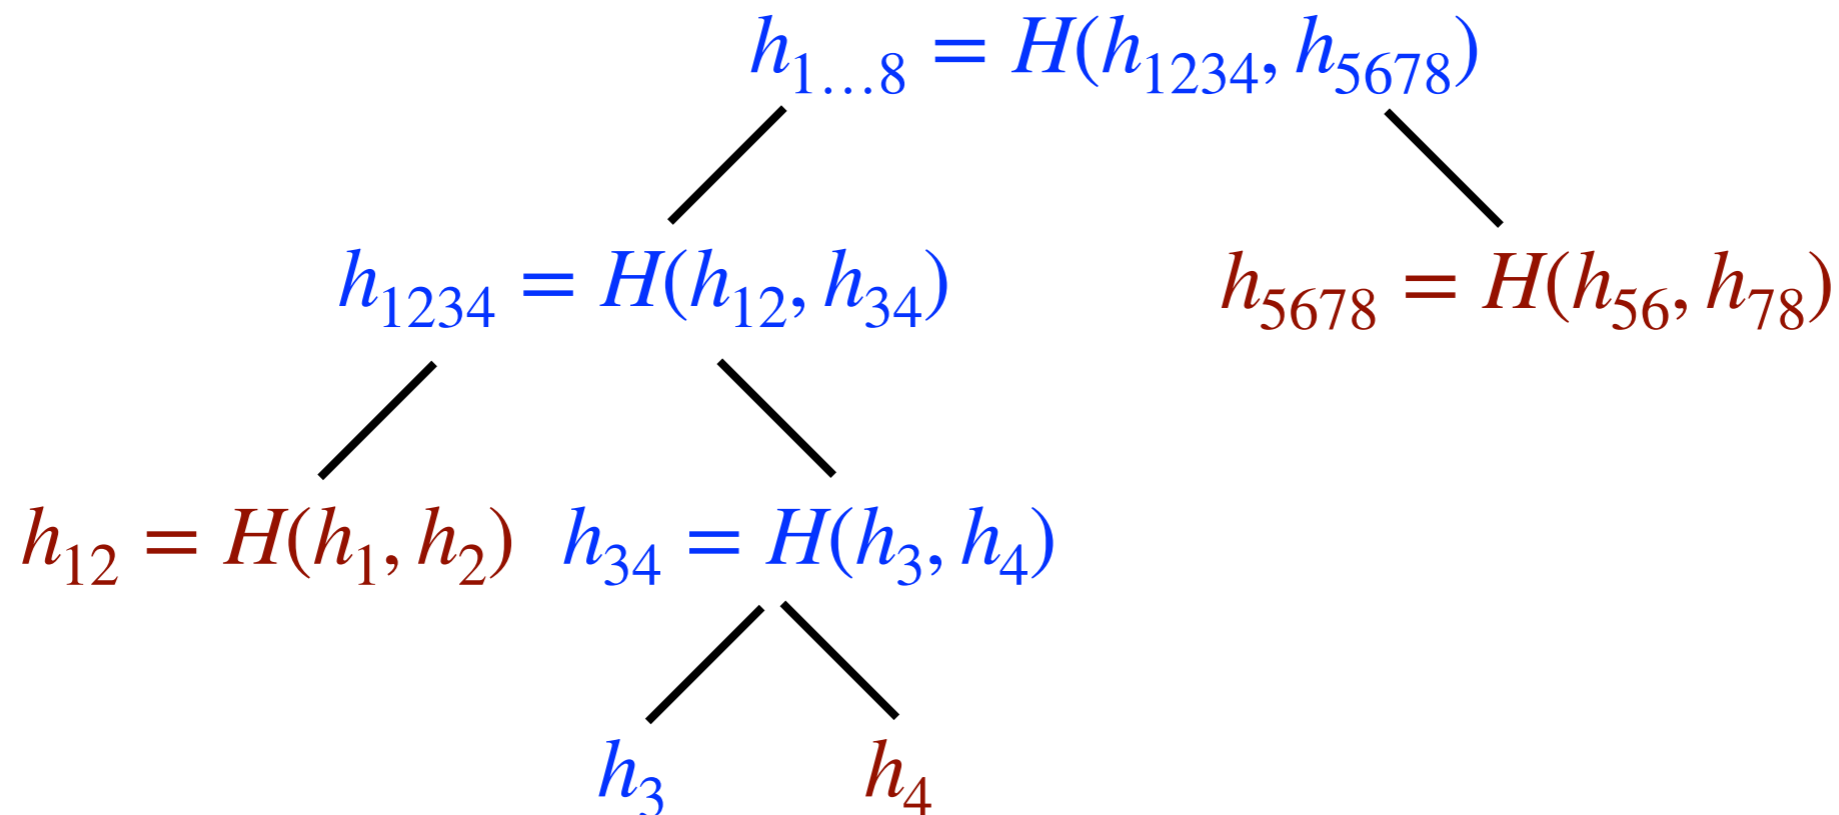 h₁…₈ = H(h₁₂₃₄, h₅₆₇₈)
h₁₂₃₄ = H(h₁₂, h₃₄) h₅₆₇₈ = H(h₅₆, h₇₈)
h₁₂ = H(h₁, h₂) h₃₄ = H(h₃, h₄)
h₃ h₄